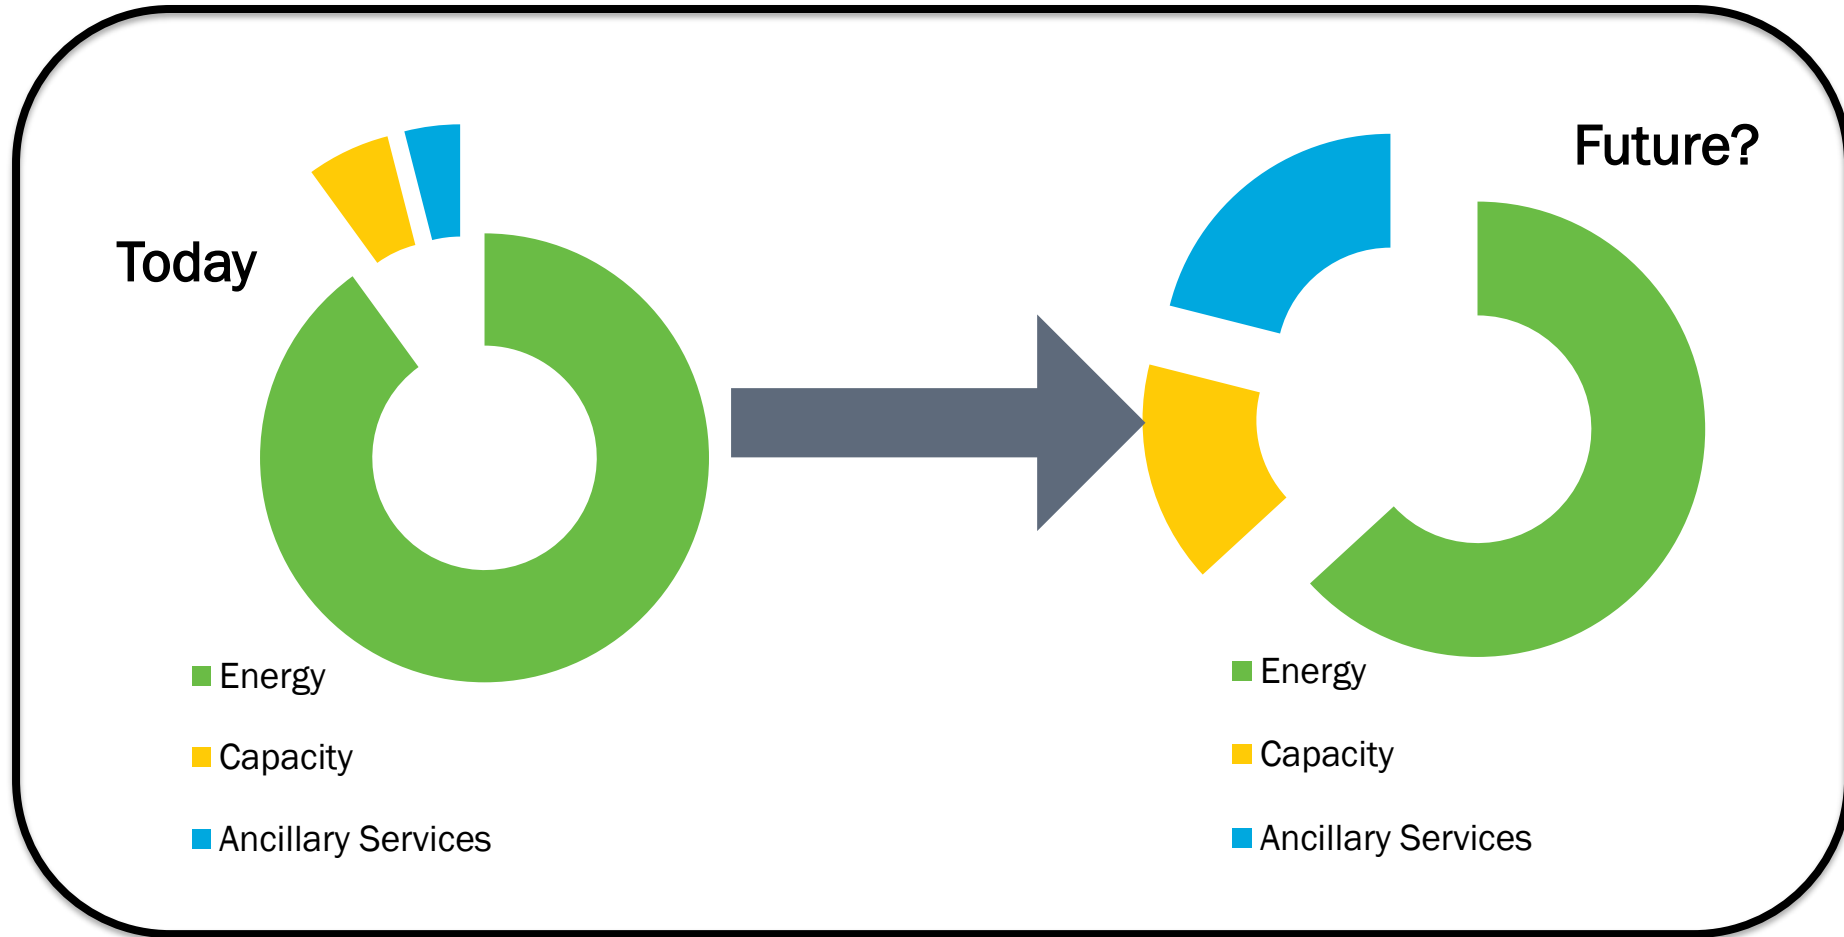 Today
Energy
Capacity
Ancillary Services
Future?
Energy
Capacity
Ancillary Services